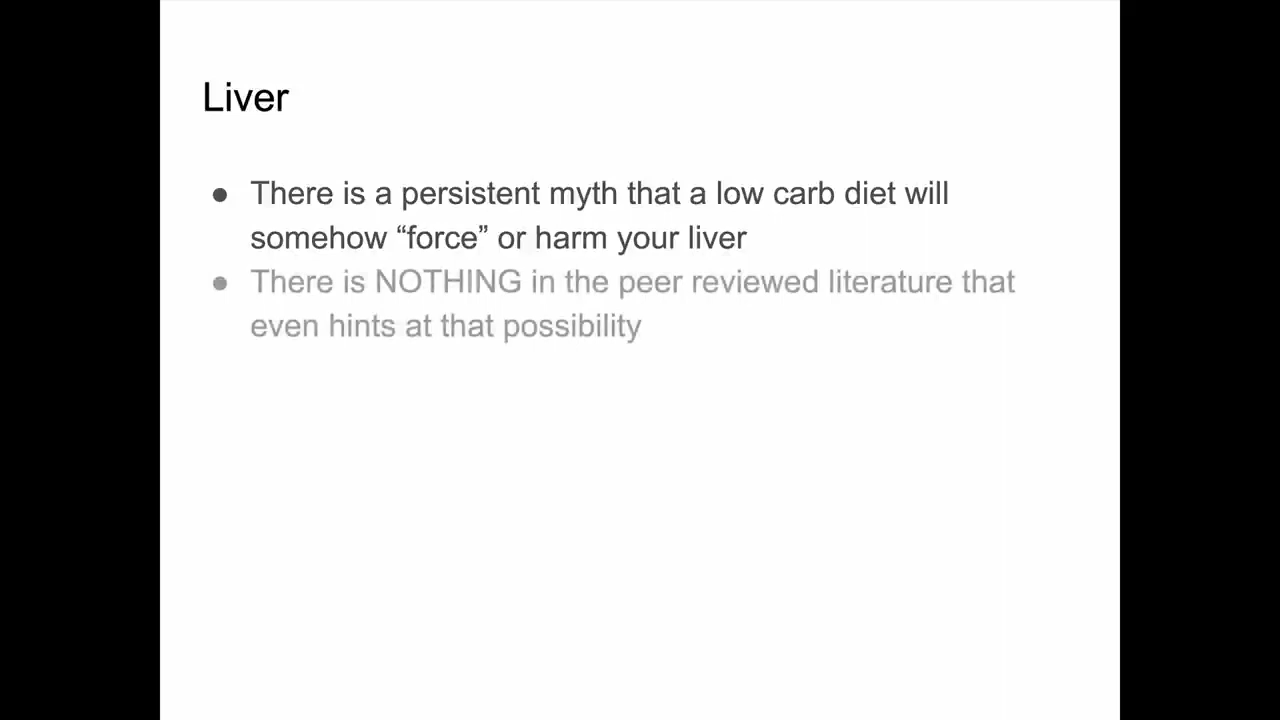 Liver
● There is a persistent myth that a low carb diet will
somehow “force” or harm your liver
● There is NOTHING in the peer reviewed literature that
even hints at that possibility